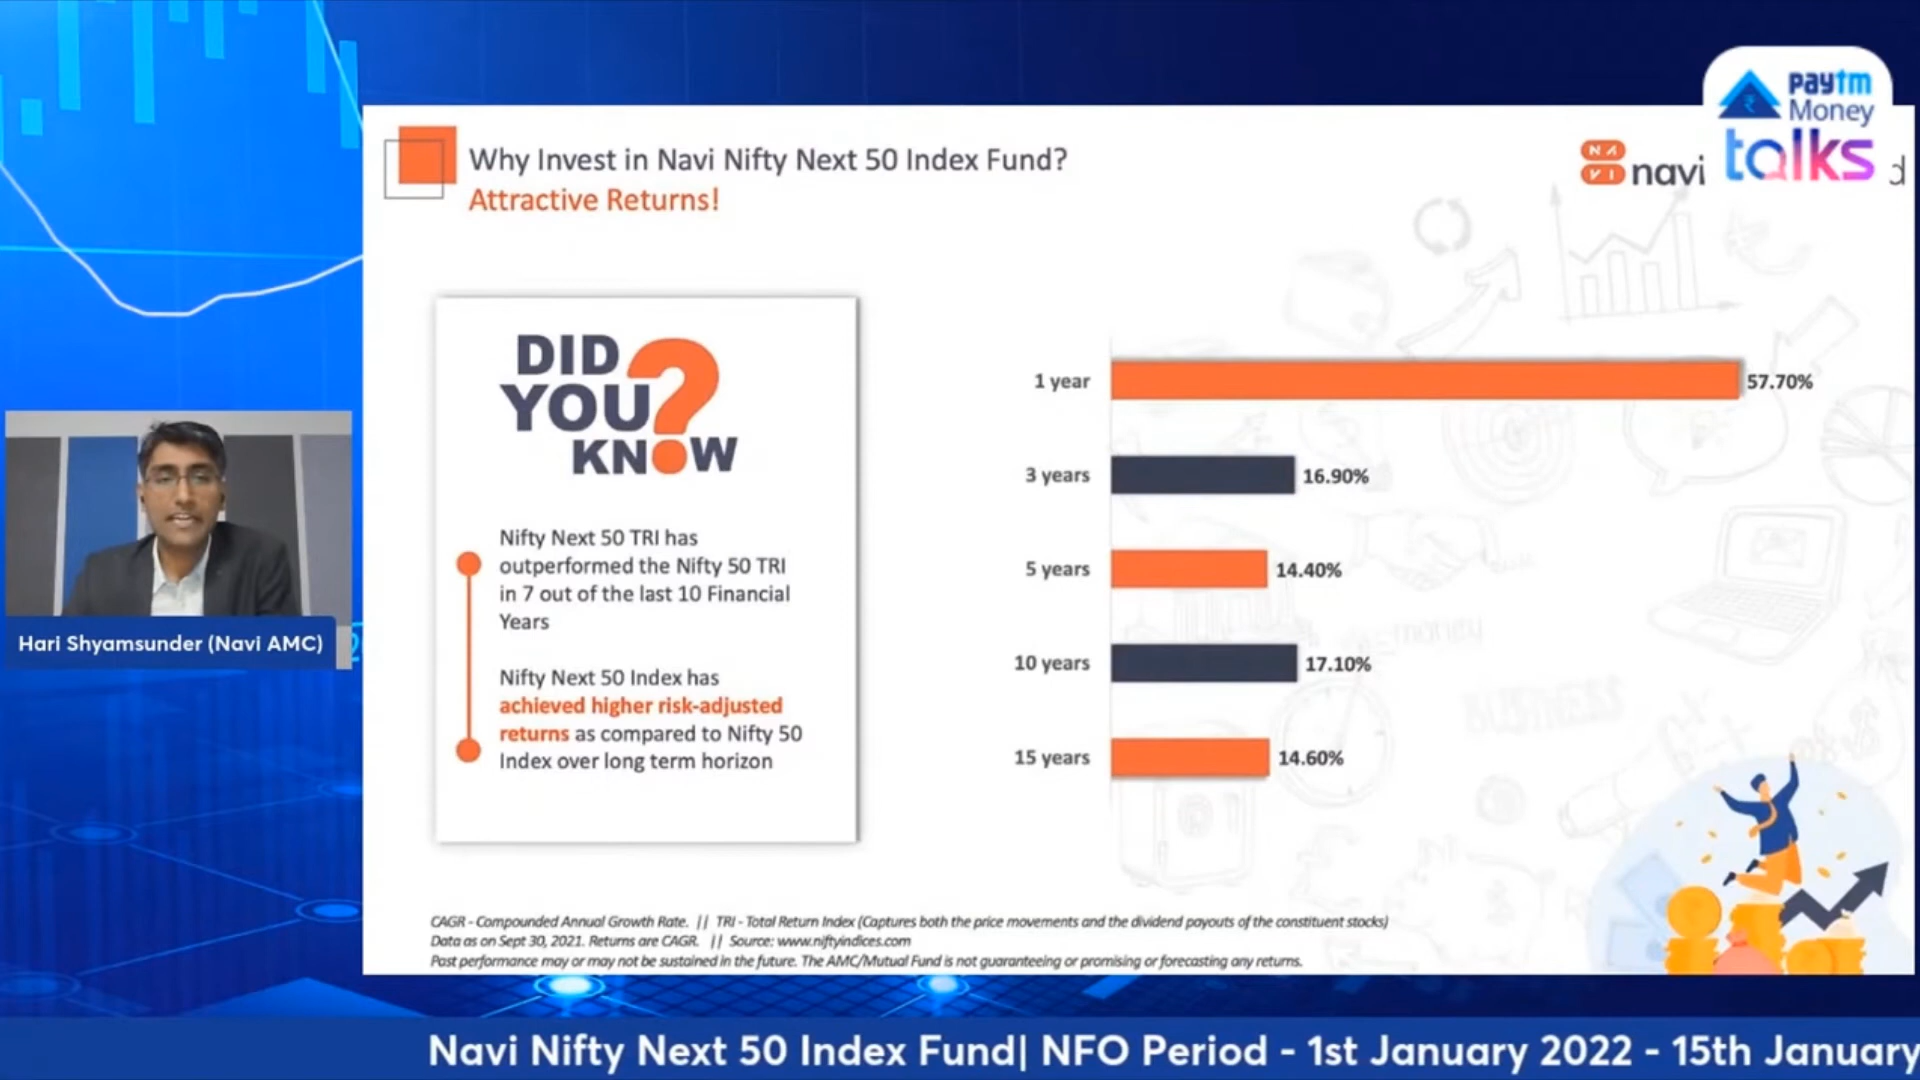 paytm
Money
talks
Why Invest in Navi Nifty Next 50 Index Fund?
Attractive Returns!
NAVI
navi
d
DID
YOU
KNOW
?
Nifty Next 50 TRI has
outperformed the Nifty 50 TRI
in 7 out of the last 10 Financial
Years
Nifty Next 50 Index has
achieved higher risk-adjusted
returns as compared to Nifty 50
Index over long term horizon
1 year 57.70%
3 years 16.90%
5 years 14.40%
10 years 17.10%
15 years 14.60%
money
BUSINESS
Hari Shyamsunder (Navi AMC)
CAGR - Compounded Annual Growth Rate. || TRI - Total Return Index (Captures both the price movements and the dividend payouts of the constituent stocks)
Data as on Sept 30, 2021. Returns are CAGR. || Source: www.niftyindices.com
Past performance may or may not be sustained in the future. The AMC/Mutual Fund is not guaranteeing or promising or forecasting any returns.
Navi Nifty Next 50 Index Fund| NFO Period - 1st January 2022 - 15th January